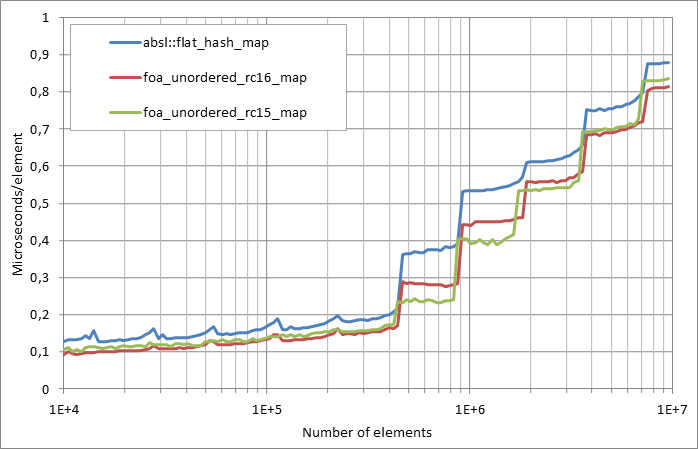 1
0,9
0,8
0,7
0,6
0,5
0,4
0,3
0,2
0,1
0
Microseconds/element
absl::flat_hash_map
foa_unordered_rc16_map
foa_unordered_rc15_map
1E+4 1E+5 1E+6 1E+7
Number of elements